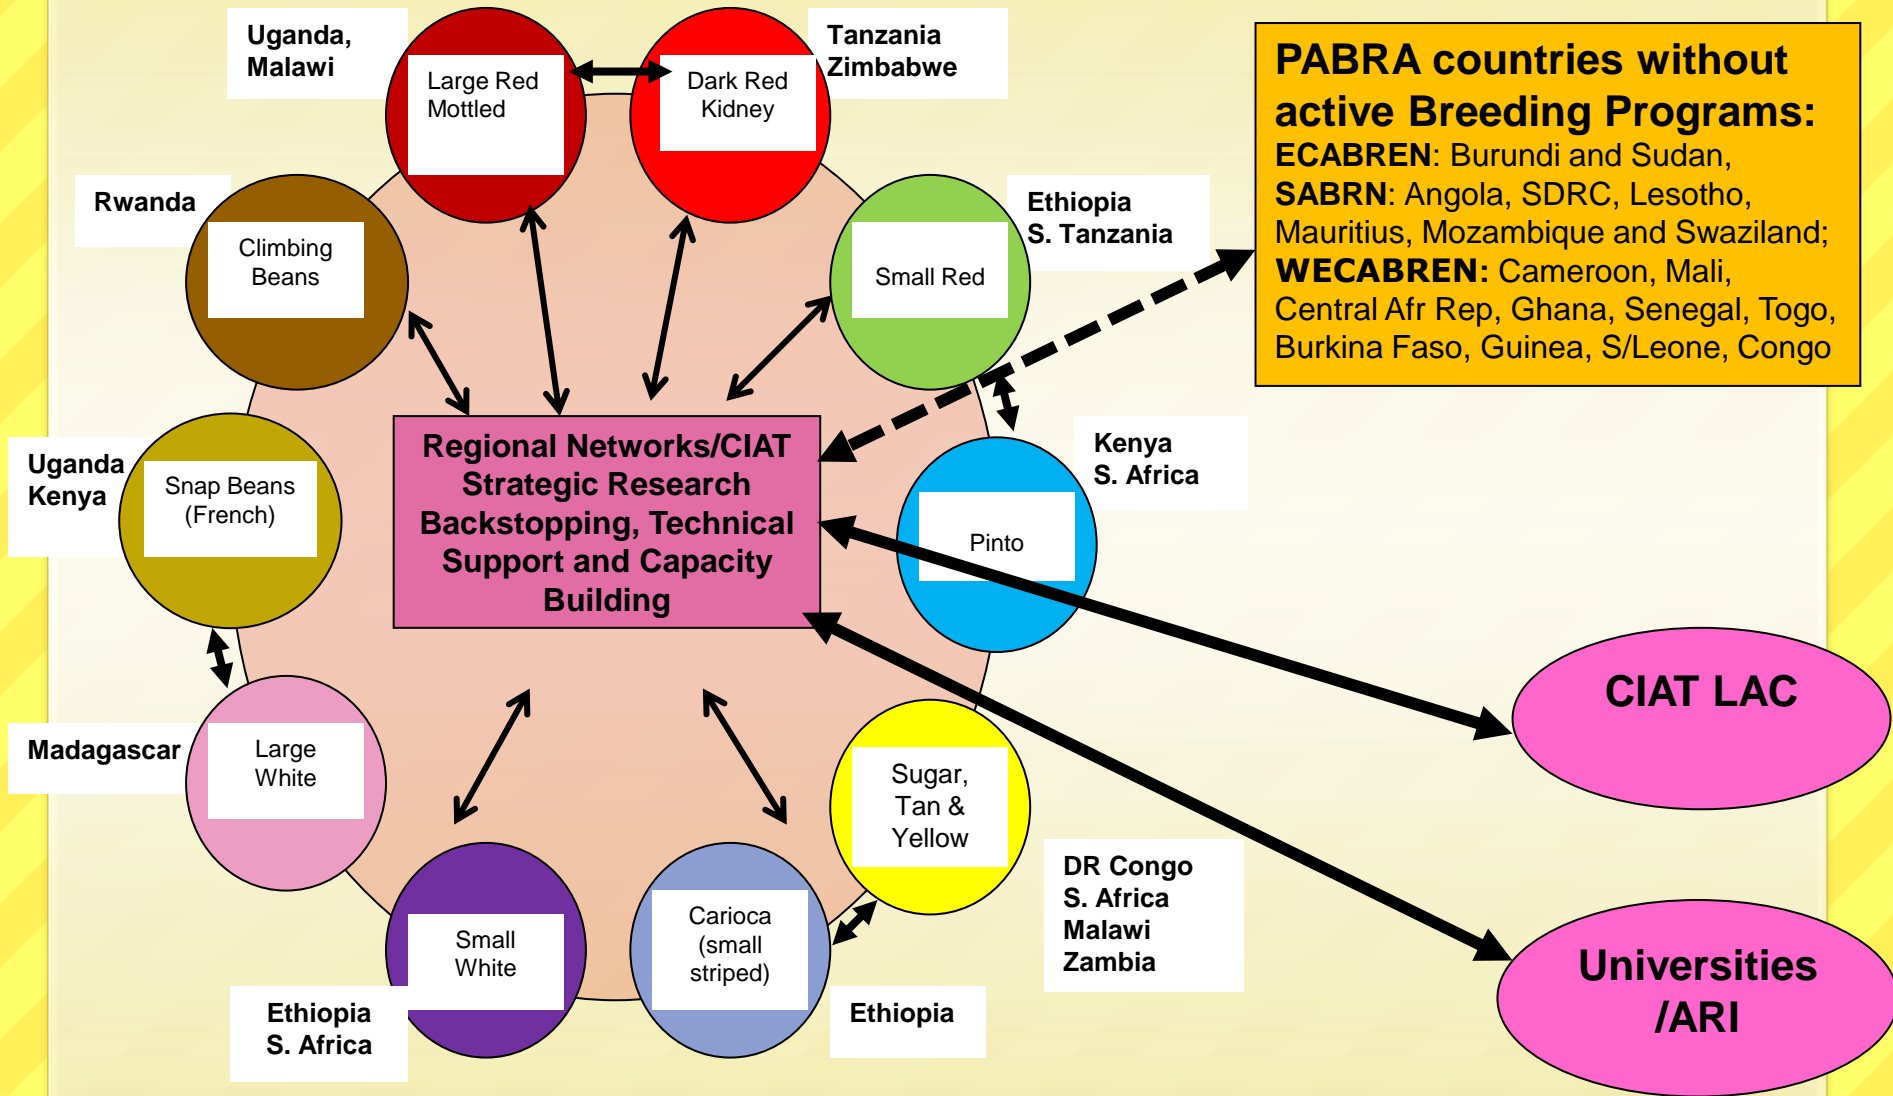 Uganda,
Malawi
Large Red
Mottled
Dark Red
Kidney
Tanzania
Zimbabwe
PABRA countries without
active Breeding Programs:
ECABREN: Burundi and Sudan,
SABRN: Angola, SDRC, Lesotho,
Mauritius, Mozambique and Swaziland;
WECABREN: Cameroon, Mali,
Central Afr Rep, Ghana, Senegal, Togo,
Burkina Faso, Guinea, S/Leone, Congo
Rwanda
Climbing
Beans
Small Red
Ethiopia
S. Tanzania
Regional Networks/CIAT
Strategic Research
Backstopping, Technical
Support and Capacity
Building
Uganda
Kenya
Snap Beans
(French)
Pinto
Kenya
S. Africa
CIAT LAC
Madagascar
Large
White
Sugar,
Tan &
Yellow
DR Congo
S. Africa
Malawi
Zambia
Small
White
Ethiopia
S. Africa
Carioca
(small
striped)
Ethiopia
Universities
/ARI